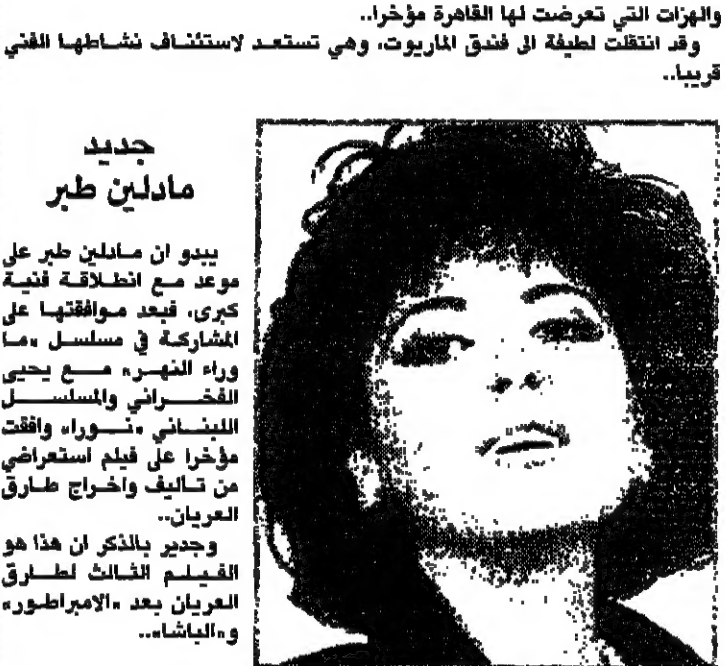 والهزات التي تعرضت لها القاهرة مؤخرا..
وقد انتقلت لطيفة الى فندق الماريوت، وهي تستعد لاستئناف نشاطها الفني
قريبا..
جديد
مادلين طبر
يبدو ان مادلين طبر على
موعد مع انطلاقة فنية
كبرى، فبعد موافقتها على
المشاركة في مسلسل «ما
وراء النهر» مع يحيى
الفخراني والمسلسل
اللبناني «نورا» وافقت
مؤخرا على فيلم استعراضي
من تأليف واخراج طارق
العريان..
وجدير بالذكر ان هذا هو
الفيلم الثالث لطارق
العريان بعد «الامبراطور»
و«الباشا»..